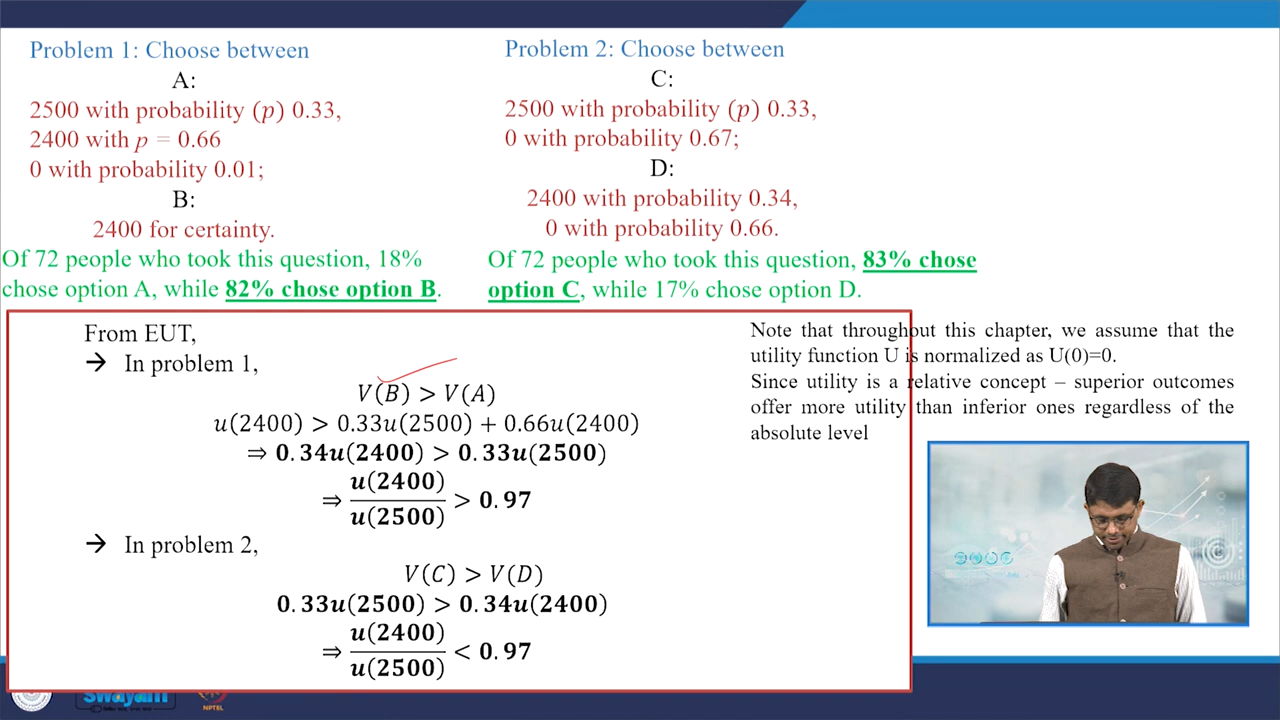 Problem 1: Choose between
A:
2500 with probability (p) 0.33,
2400 with p = 0.66
0 with probability 0.01;
B:
2400 for certainty.
Of 72 people who took this question, 18%
chose option A, while 82% chose option B.
Problem 2: Choose between
C:
2500 with probability (p) 0.33,
0 with probability 0.67;
D:
2400 with probability 0.34,
0 with probability 0.66.
Of 72 people who took this question, 83% chose
option C, while 17% chose option D.
From EUT,
→ In problem 1,
V(B) > V(A)
u(2400) > 0.33u(2500) + 0.66u(2400)
⇒ 0.34u(2400) > 0.33u(2500)
⇒ u(2400)/u(2500) > 0.97
→ In problem 2,
V(C) > V(D)
0.33u(2500) > 0.34u(2400)
⇒ u(2400)/u(2500) < 0.97
Note that throughout this chapter, we assume that the
utility function U is normalized as U(0)=0.
Since utility is a relative concept – superior outcomes
offer more utility than inferior ones regardless of the
absolute level
swayam
NPTEL